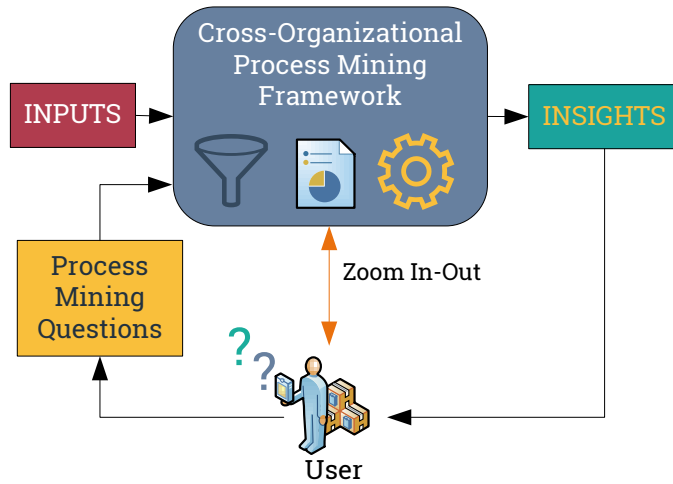 Cross-Organizational
Process Mining
Framework
INPUTS
INSIGHTS
Process
Mining
Questions
Zoom In-Out
? ?
User